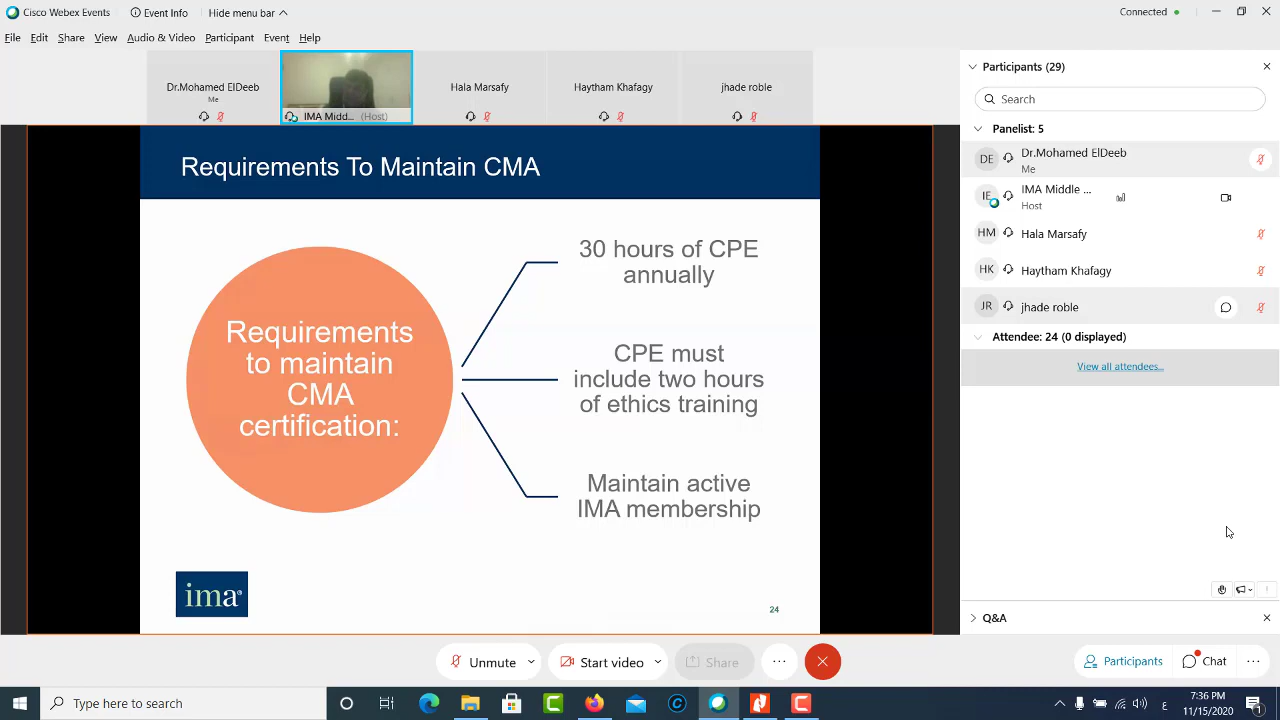 Cisco Webex Events
Event Info
Hide menu bar
Connected
File Edit Share View Audio & Video Participant Event Help
Dr.Mohamed ElDeeb
Me
IMA Midd... (Host)
Hala Marsafy
Haytham Khafagy
jhade roble
Requirements To Maintain CMA
Requirements
to maintain
CMA
certification:
30 hours of CPE
annually
CPE must
include two hours
of ethics training
Maintain active
IMA membership
ima®
24
Participants (29)
Search
Panelist: 5
DE Dr.Mohamed ElDeeb
Me
IE IMA Middle ...
Host
HM Hala Marsafy
HK Haytham Khafagy
JR jhade roble
Attendee: 24 (0 displayed)
View all attendees...
Q&A
Unmute
Start video
Share
Participants
Chat
Type here to search
7:36 PM
11/15/2020